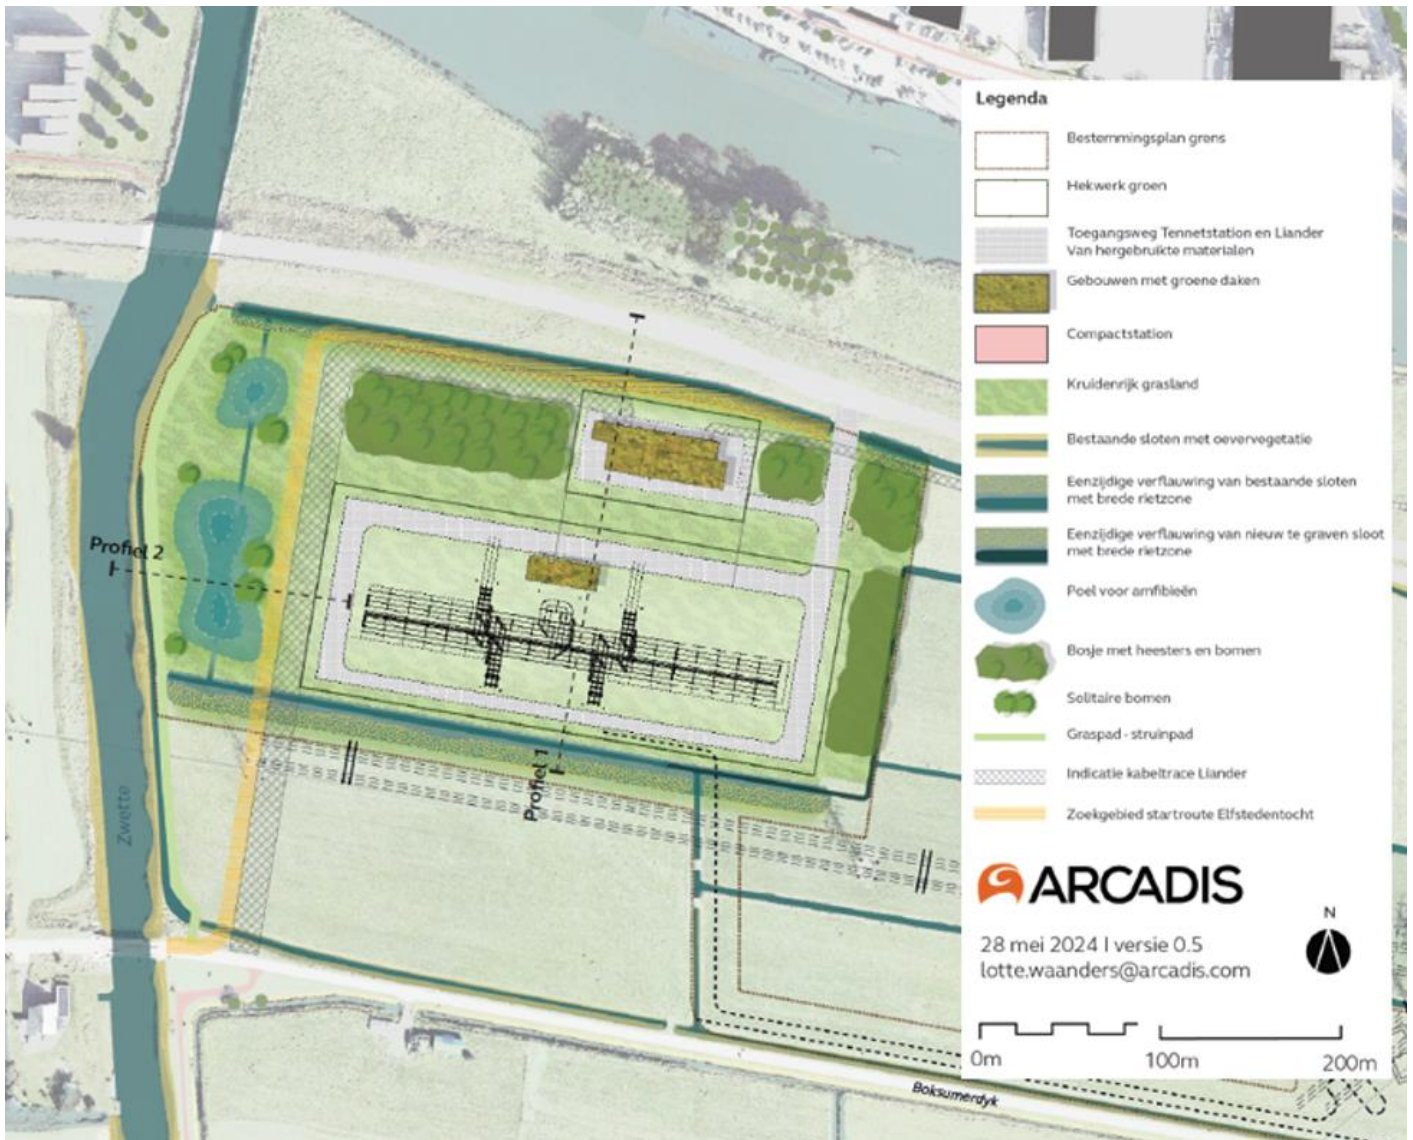 Legenda
Bestemmingsplan grens
Hekwerk groen
Toegangsweg Tennetstation en Liander
Van hergebruikte materialen
Gebouwen met groene daken
Compactstation
Kruidenrijk grasland
Bestaande sloten met oevervegetatie
Eenzijdige verflauwing van bestaande sloten
met brede rietzone
Eenzijdige verflauwing van nieuw te graven sloot
met brede rietzone
Poel voor amfibieën
Bosje met heesters en bomen
Solitaire bomen
Graspad - struinpad
Indicatie kabeltrace Liander
Zoekgebied startroute Elfstedentocht
ARCADIS
28 mei 2024 I versie 0.5
lotte.waanders@arcadis.com
N
0m
100m
200m
Profiel 2
Profiel 1
Zwette
Boksumerdyk